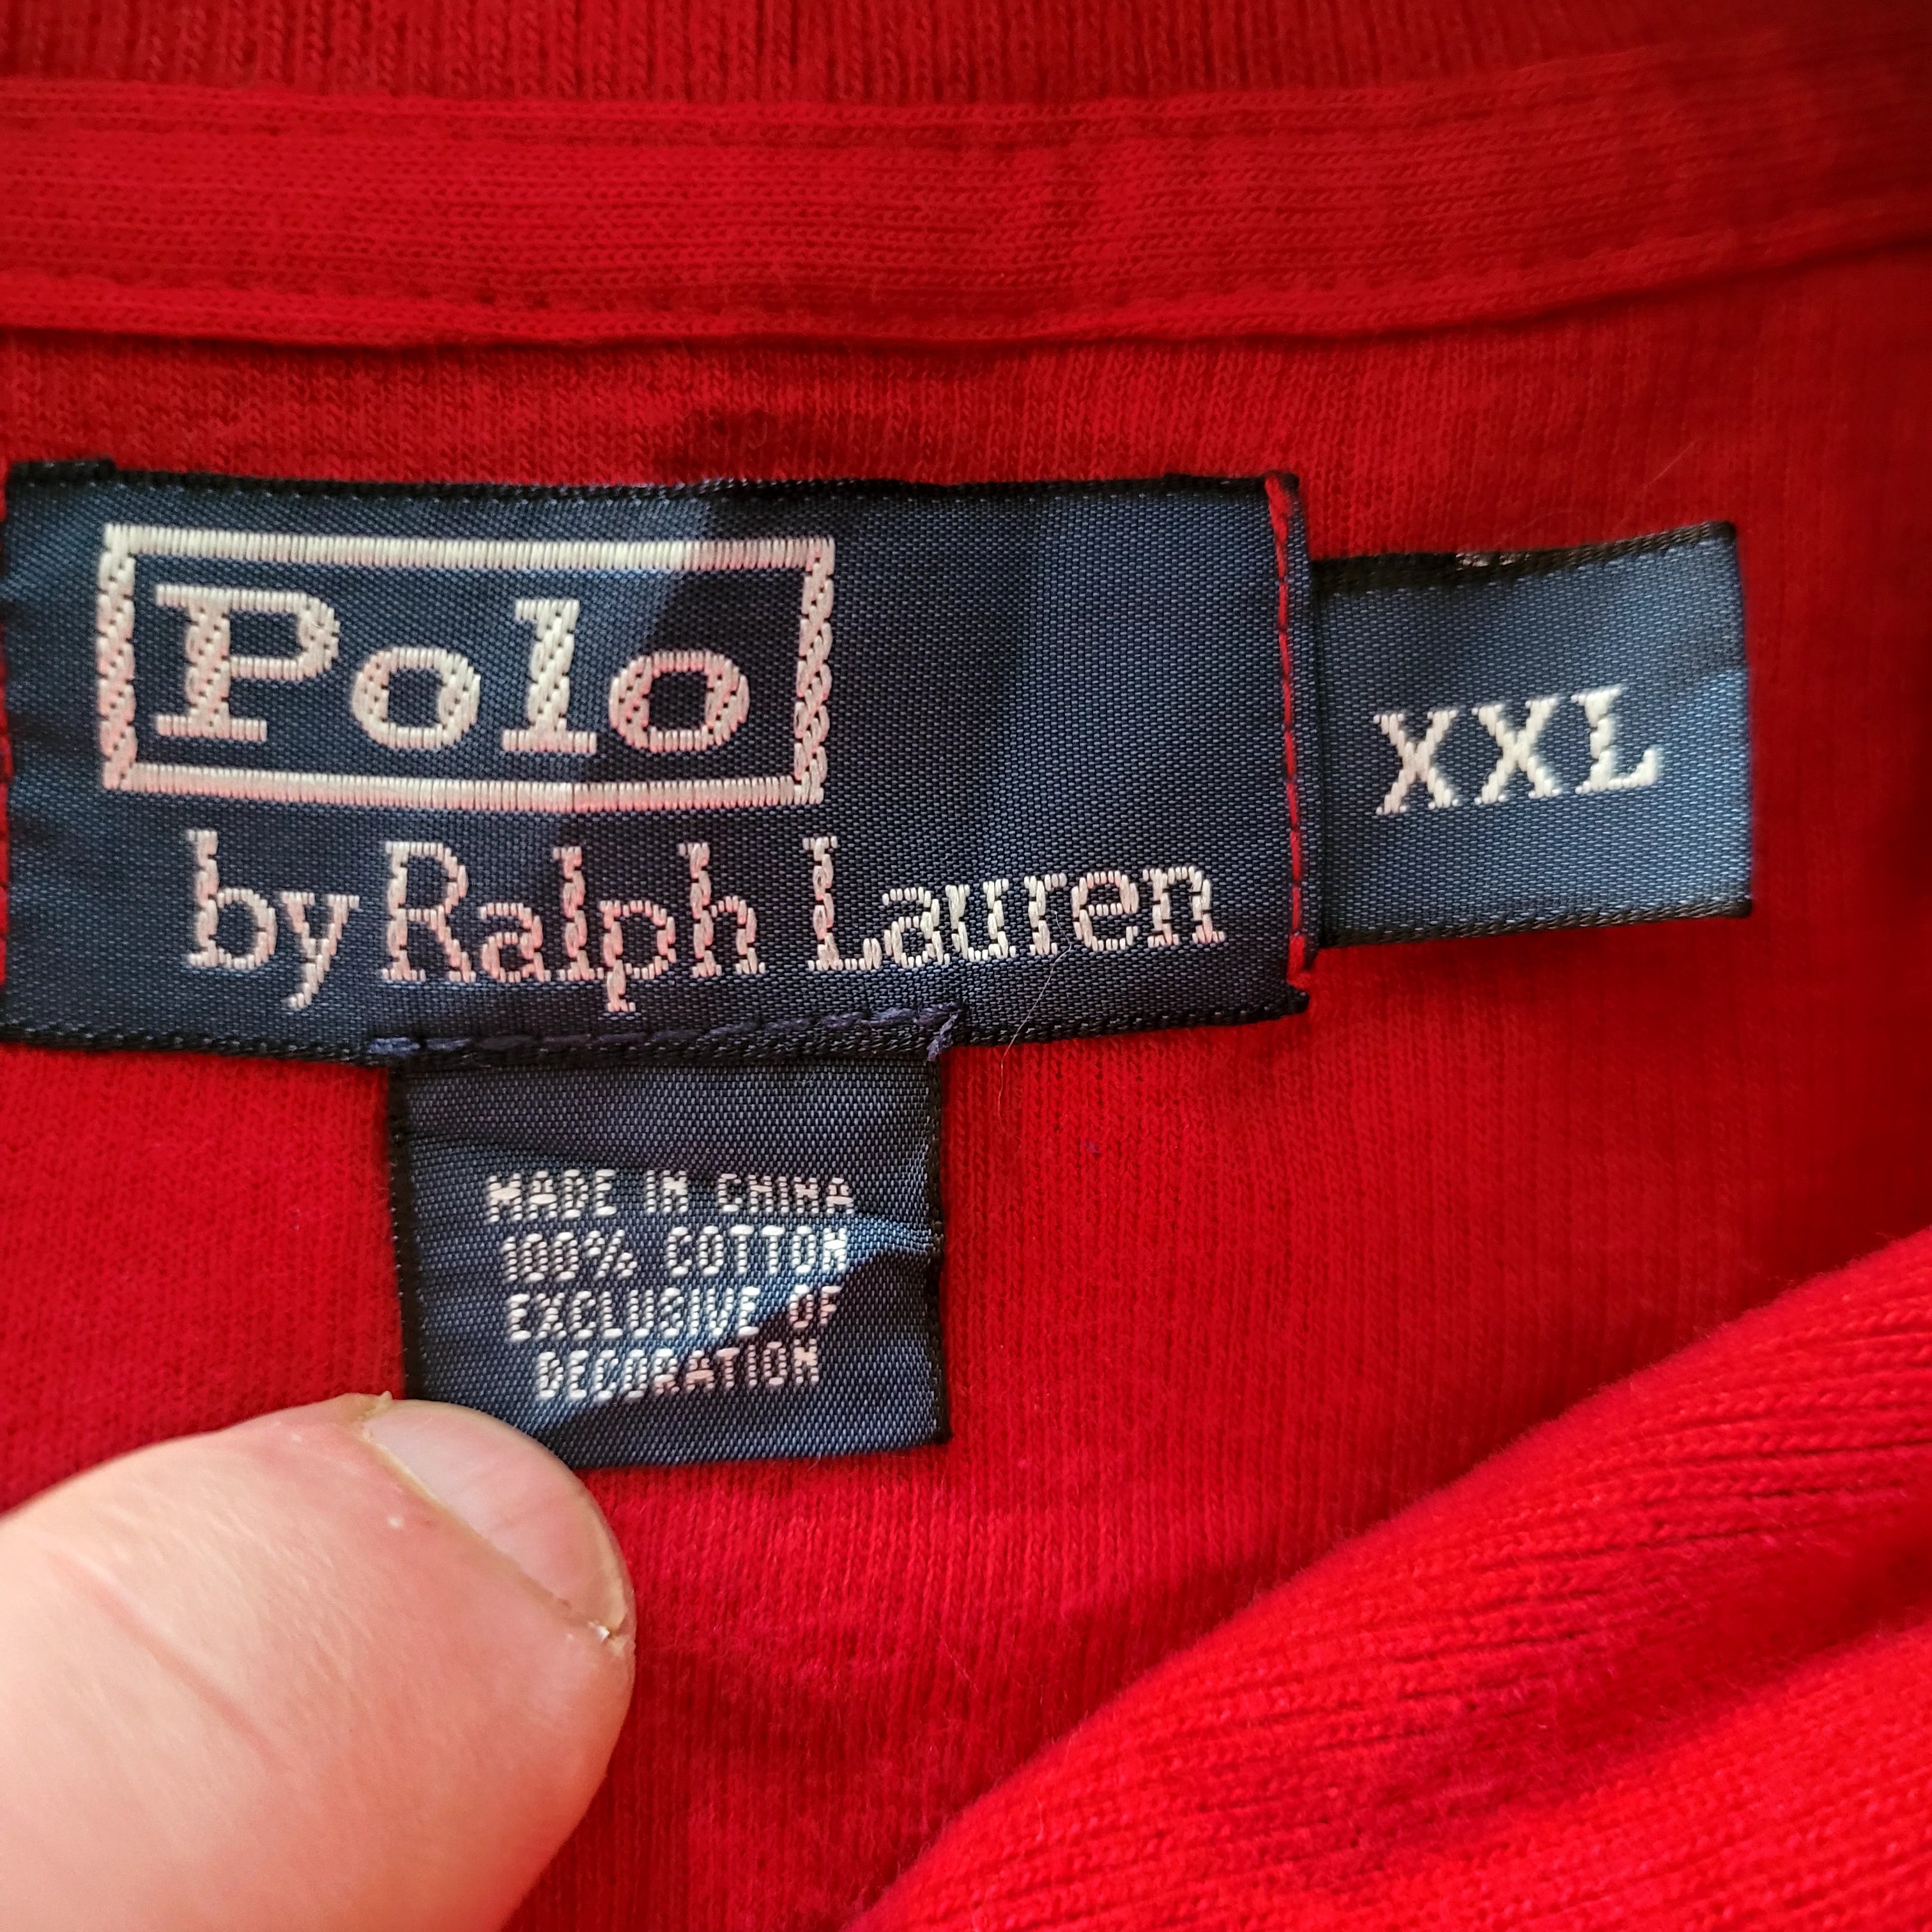 Polo
by Ralph Lauren
XXL
MADE IN CHINA
100% COTTON
EXCLUSIVE OF
DECORATION